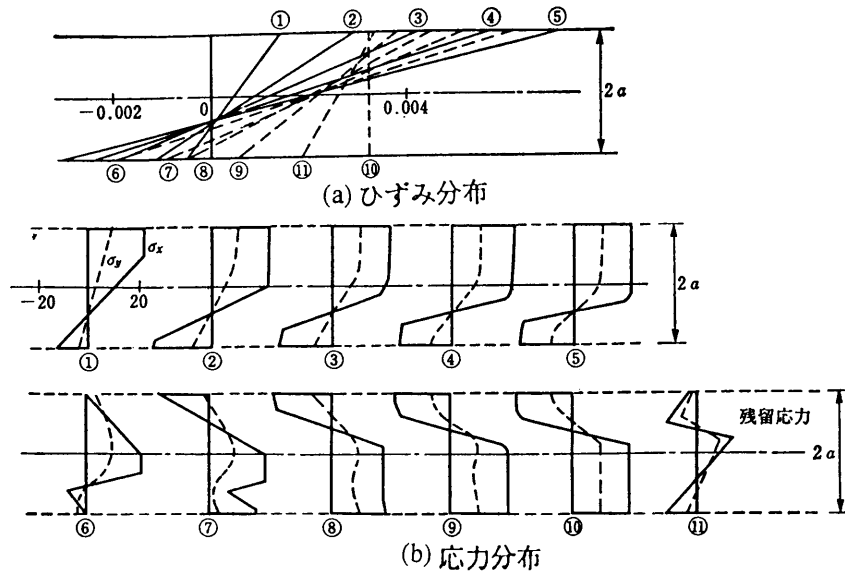 ① ② ③ ④ ⑤
-0.002 0 0.004 2a
⑥ ⑦ ⑧ ⑨ ⑪ ⑩
(a) ひずみ分布
σy σx
-20 20 2a
① ② ③ ④ ⑤
残留応力
2a
⑥ ⑦ ⑧ ⑨ ⑩ ⑪
(b) 応力分布